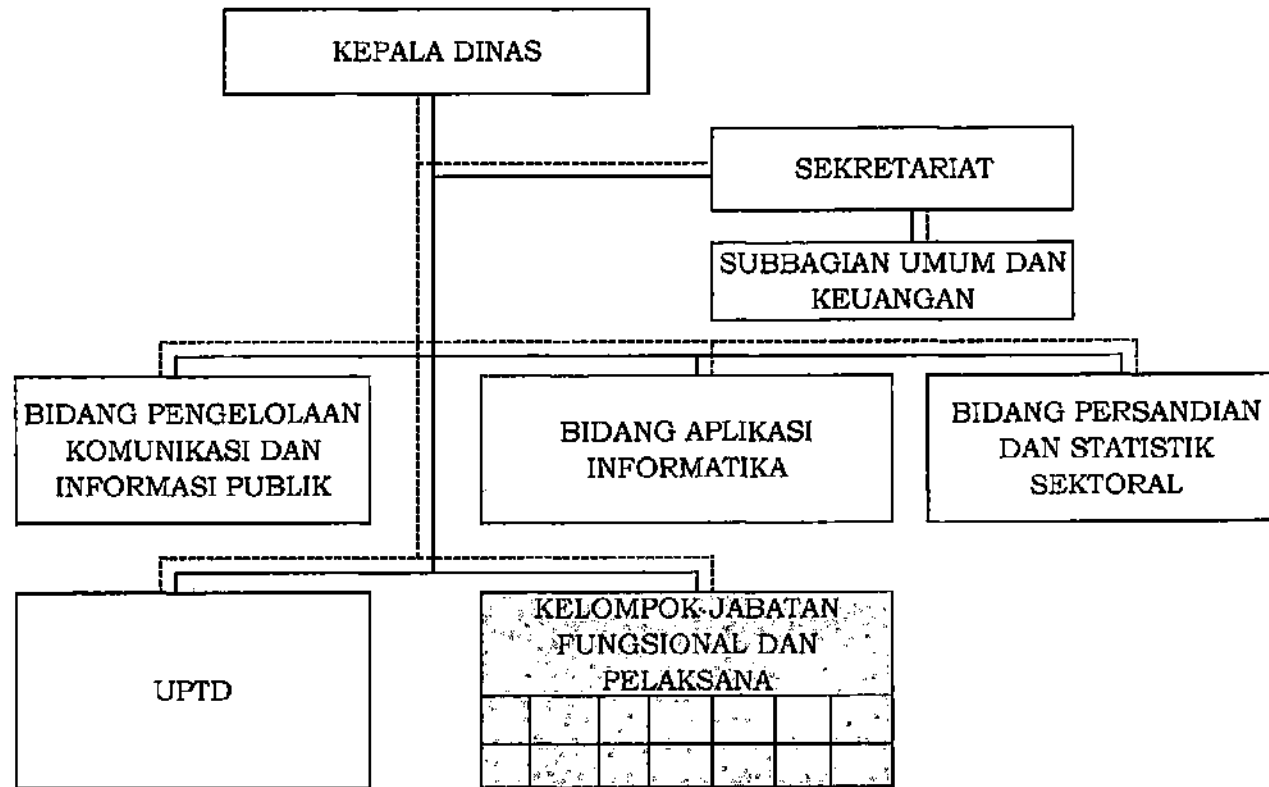 KEPALA DINAS
SEKRETARIAT
SUBBAGIAN UMUM DAN
KEUANGAN
BIDANG PENGELOLAAN
KOMUNIKASI DAN
INFORMASI PUBLIK
BIDANG APLIKASI
INFORMATIKA
BIDANG PERSANDIAN
DAN STATISTIK
SEKTORAL
UPTD
KELOMPOK JABATAN
FUNGSIONAL DAN
PELAKSANA